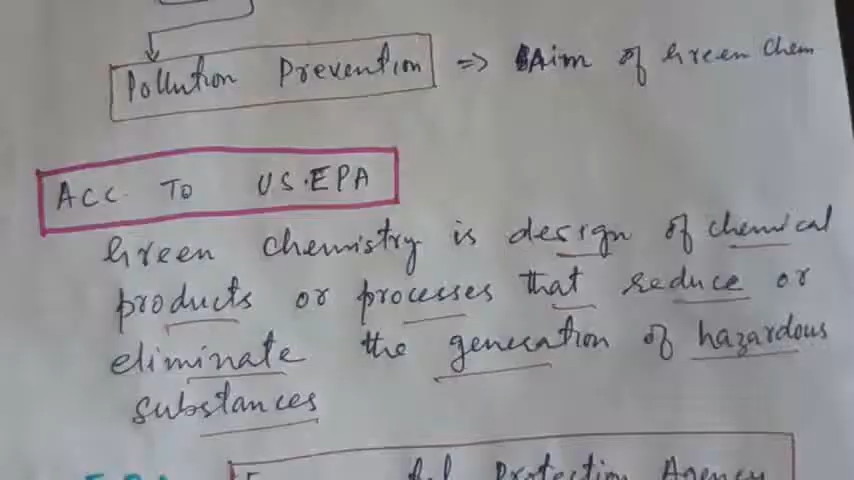 Pollution Prevention => Aim of Green Chem
ACC. TO US.EPA
Green chemistry is design of chemical
products or processes that reduce or
eliminate the generation of hazardous
substances
Protection Agency